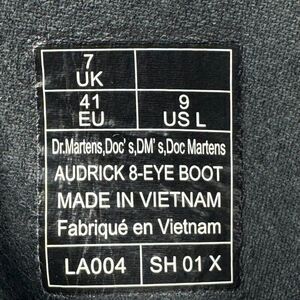 7
UK
41
EU
9
US L
Dr.Martens,Doc's,DM's,Doc Martens
AUDRICK 8-EYE BOOT
MADE IN VIETNAM
Fabriqué en Vietnam
LA004
SH 01 X